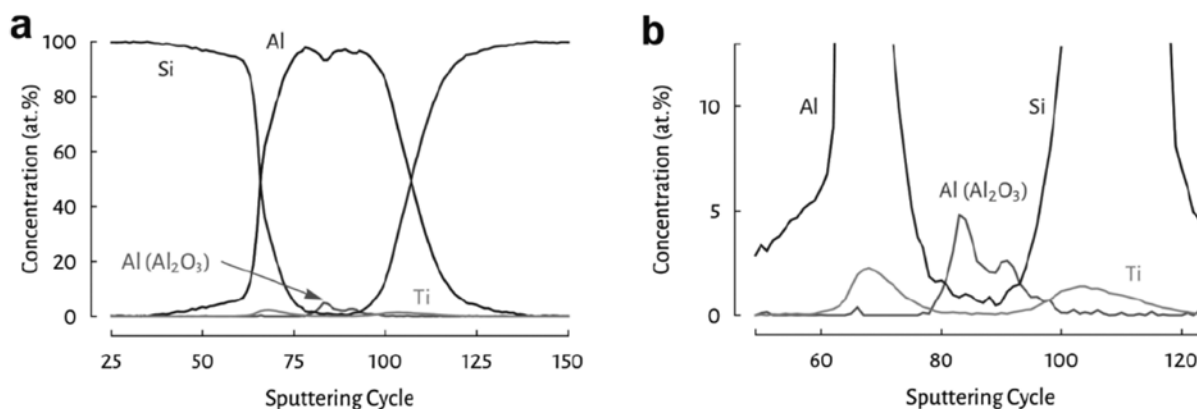 a
Concentration (at.%)
100
80
60
40
20
0
Si
Al
Al (Al₂O₃)
Ti
25 50 75 100 125 150
Sputtering Cycle
b
Concentration (at.%)
10
5
0
Al
Si
Al (Al₂O₃)
Ti
60 80 100 120
Sputtering Cycle